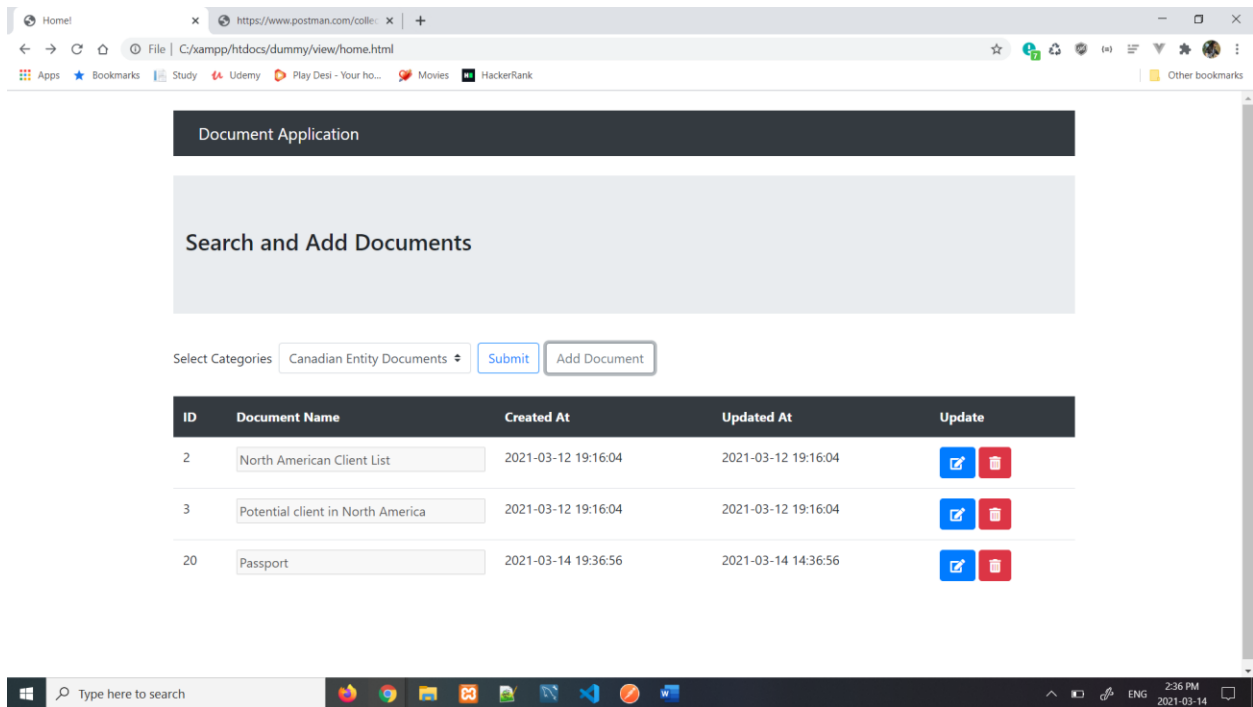 Home!
https://www.postman.com/collec
File | C:/xampp/htdocs/dummy/view/home.html
Apps Bookmarks Study Udemy Play Desi - Your ho... Movies HackerRank Other bookmarks
Document Application
Search and Add Documents
Select Categories Canadian Entity Documents Submit Add Document
ID Document Name Created At Updated At Update
2 North American Client List 2021-03-12 19:16:04 2021-03-12 19:16:04
3 Potential client in North America 2021-03-12 19:16:04 2021-03-12 19:16:04
20 Passport 2021-03-14 19:36:56 2021-03-14 14:36:56
Type here to search
ENG
2:36 PM
2021-03-14